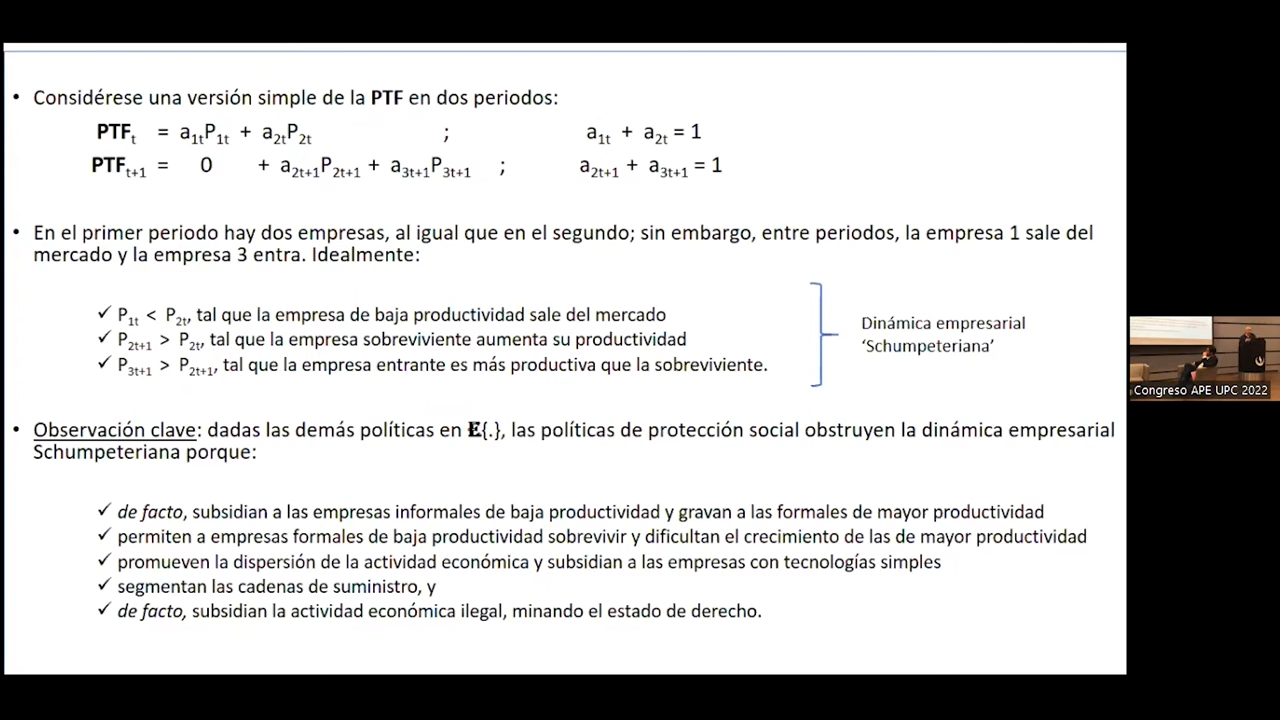 • Considérese una versión simple de la PTF en dos periodos:
PTFt = a1tP1t + a2tP2t ; a1t + a2t = 1
PTFt+1 = 0 + a2t+1P2t+1 + a3t+1P3t+1 ; a2t+1 + a3t+1 = 1
• En el primer periodo hay dos empresas, al igual que en el segundo; sin embargo, entre periodos, la empresa 1 sale del
mercado y la empresa 3 entra. Idealmente:
✓ P1t < P2t, tal que la empresa de baja productividad sale del mercado
✓ P2t+1 > P2t, tal que la empresa sobreviviente aumenta su productividad
✓ P3t+1 > P2t+1, tal que la empresa entrante es más productiva que la sobreviviente.
Dinámica empresarial
‘Schumpeteriana’
• Observación clave: dadas las demás políticas en E{.}, las políticas de protección social obstruyen la dinámica empresarial
Schumpeteriana porque:
✓ de facto, subsidian a las empresas informales de baja productividad y gravan a las formales de mayor productividad
✓ permiten a empresas formales de baja productividad sobrevivir y dificultan el crecimiento de las de mayor productividad
✓ promueven la dispersión de la actividad económica y subsidian a las empresas con tecnologías simples
✓ segmentan las cadenas de suministro, y
✓ de facto, subsidian la actividad económica ilegal, minando el estado de derecho.
Congreso APE UPC 2022